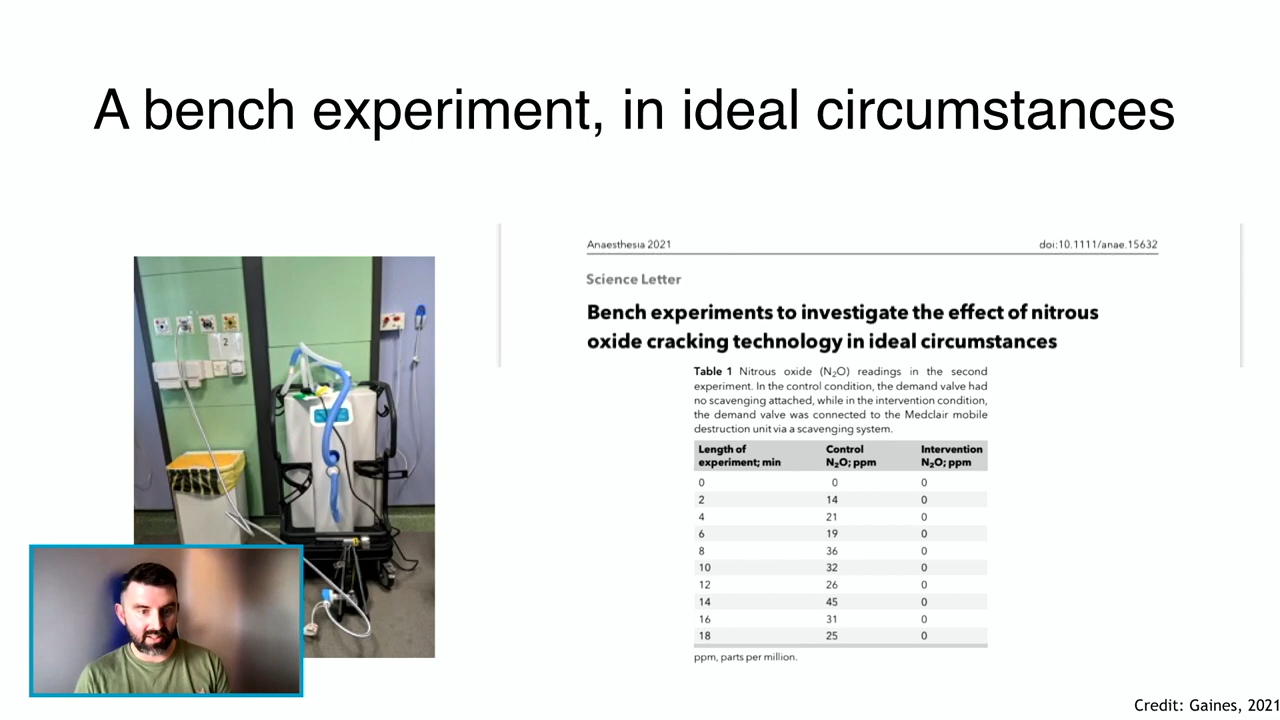 A bench experiment, in ideal circumstances
Anaesthesia 2021 doi:10.1111/anae.15632
Science Letter
Bench experiments to investigate the effect of nitrous
oxide cracking technology in ideal circumstances
Table 1 Nitrous oxide (N₂O) readings in the second
experiment. In the control condition, the demand valve had
no scavenging attached, while in the intervention condition,
the demand valve was connected to the Medclair mobile
destruction unit via a scavenging system.
Length of Control Intervention
experiment; min N₂O; ppm N₂O; ppm
0 0 0
2 14 0
4 21 0
6 19 0
8 36 0
10 32 0
12 26 0
14 45 0
16 31 0
18 25 0
ppm, parts per million.
2
Credit: Gaines, 2021